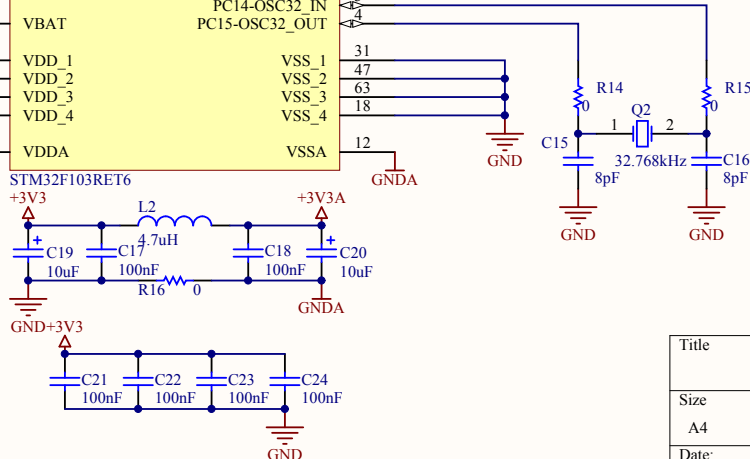 PC14-OSC32_IN
VBAT PC15-OSC32_OUT 4
VDD_1 VSS_1 31
VDD_2 VSS_2 47
VDD_3 VSS_3 63
VDD_4 VSS_4 18
VDDA VSSA 12
STM32F103RET6
GND
GNDA
R14
0
R15
0
Q2
1 2
32.768kHz
C15
8pF
C16
8pF
GND
GND
+3V3
L2
4.7uH
+3V3A
+
C19
10uF
C17
100nF
C18
100nF
+
C20
10uF
R16 0
GND
GNDA
+3V3
C21
100nF
C22
100nF
C23
100nF
C24
100nF
GND
Title
Size
A4
Date: